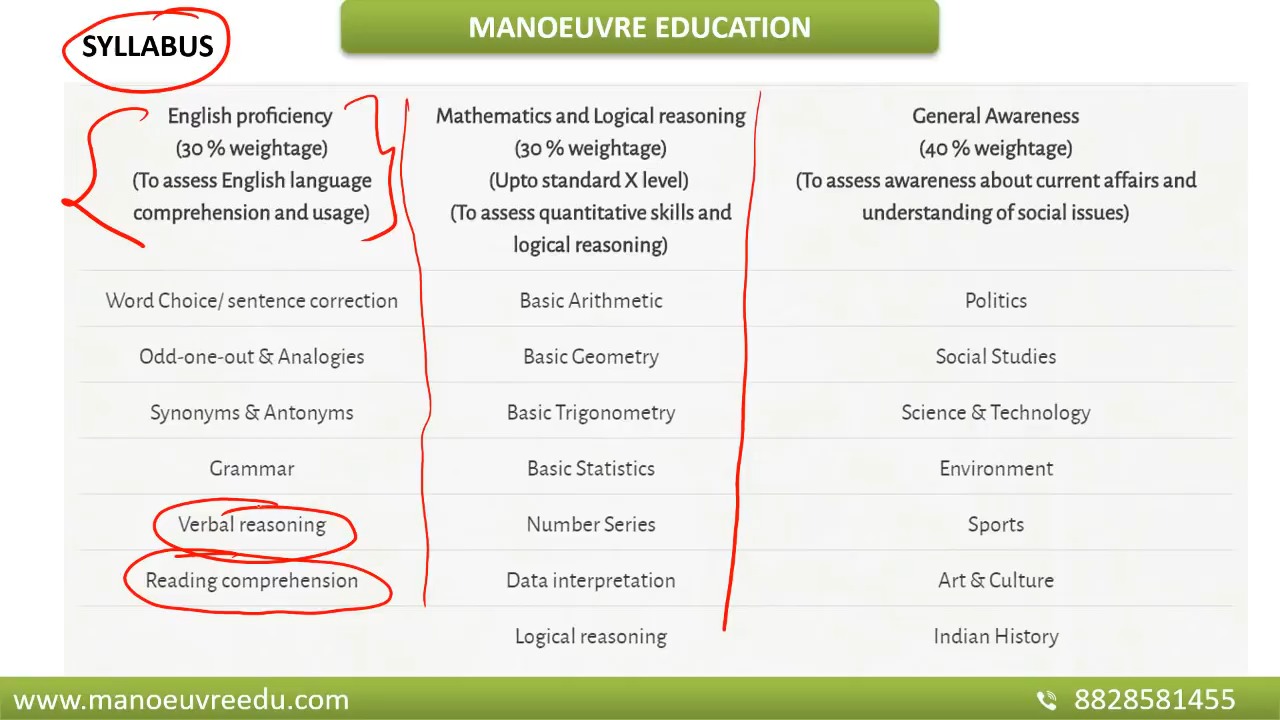 SYLLABUS
MANOEUVRE EDUCATION
English proficiency
(30 % weightage)
(To assess English language
comprehension and usage)
Mathematics and Logical reasoning
(30 % weightage)
(Upto standard X level)
(To assess quantitative skills and
logical reasoning)
General Awareness
(40 % weightage)
(To assess awareness about current affairs and
understanding of social issues)
Word Choice/ sentence correction
Basic Arithmetic
Politics
Odd-one-out & Analogies
Basic Geometry
Social Studies
Synonyms & Antonyms
Basic Trigonometry
Science & Technology
Grammar
Basic Statistics
Environment
Verbal reasoning
Number Series
Sports
Reading comprehension
Data interpretation
Art & Culture
Logical reasoning
Indian History
www.manoeuvreedu.com
8828581455